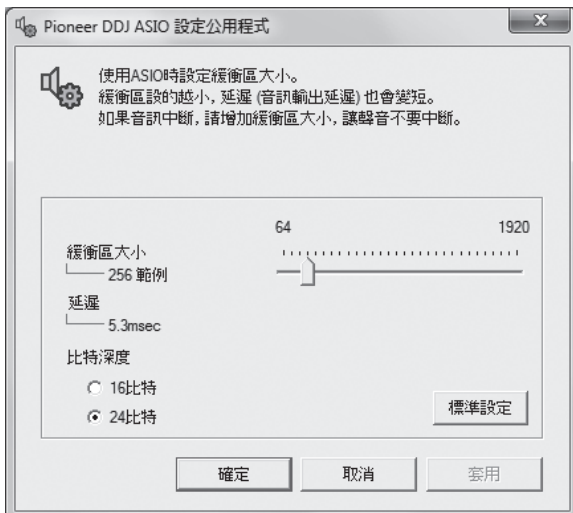 Pioneer DDJ ASIO 設定公用程式
使用ASIO時設定緩衝區大小。
緩衝區設的越小, 延遲 (音訊輸出延遲) 也會變短。
如果音訊中斷, 請增加緩衝區大小, 讓聲音不要中斷。
64 1920
緩衝區大小
256 範例
延遲
5.3msec
比特深度
16比特
24比特
標準設定
確定 取消 套用